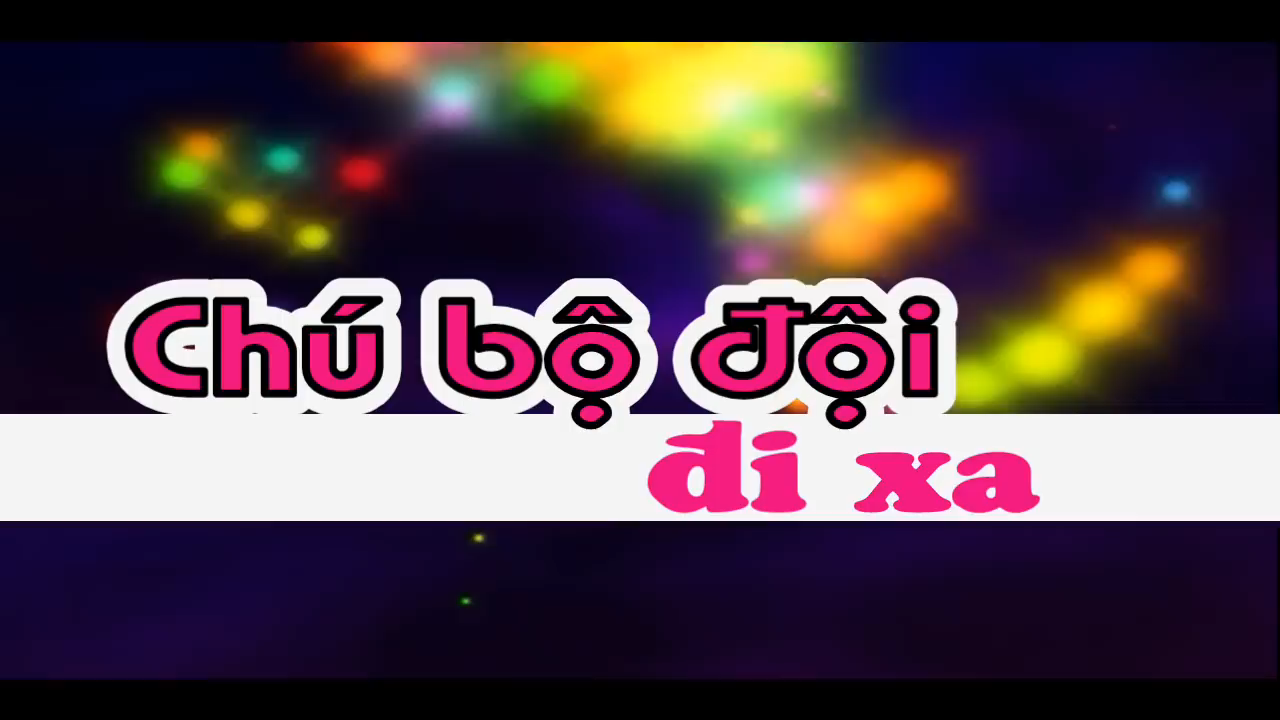 Chú bộ đội
đi xa